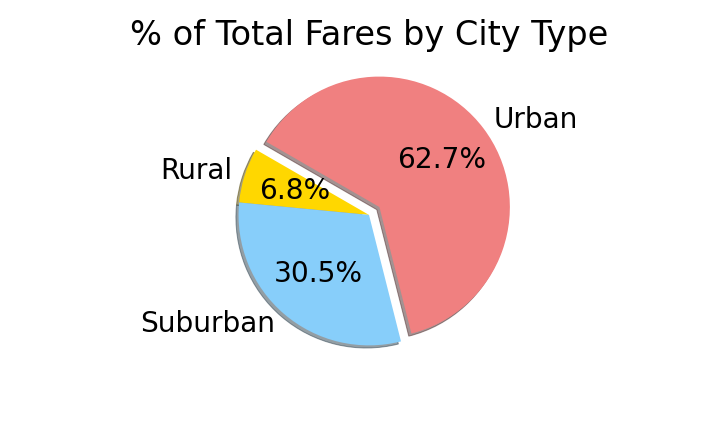 % of Total Fares by City Type
Urban
62.7%
Rural
6.8%
30.5%
Suburban